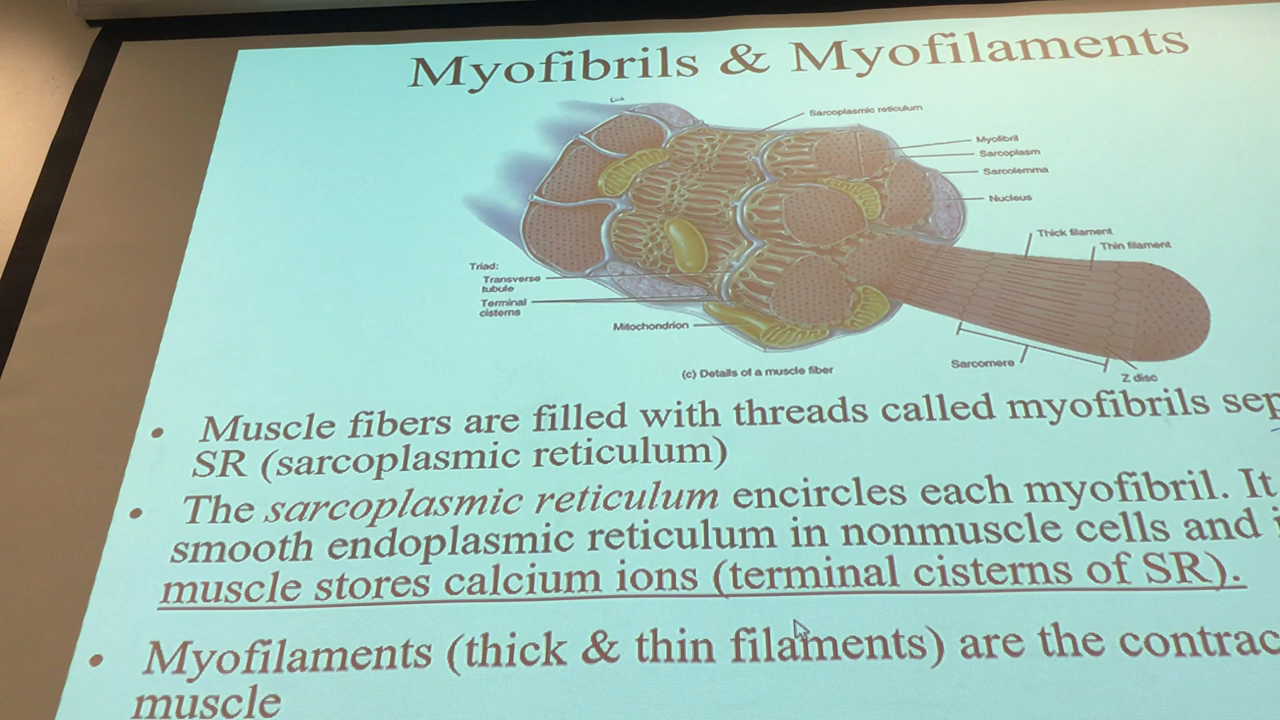 Myofibrils & Myofilaments
Sarcoplasmic reticulum
Myofibril
Sarcoplasm
Sarcolemma
Nucleus
Thick filament
Thin filament
Triad:
Transverse
tubule
Terminal
cisterns
Mitochondrion
Sarcomere
Z disc
(c) Details of a muscle fiber
• Muscle fibers are filled with threads called myofibrils sep
SR (sarcoplasmic reticulum)
• The sarcoplasmic reticulum encircles each myofibril. It
smooth endoplasmic reticulum in nonmuscle cells and i
muscle stores calcium ions (terminal cisterns of SR).
• Myofilaments (thick & thin filaments) are the contrac
muscle